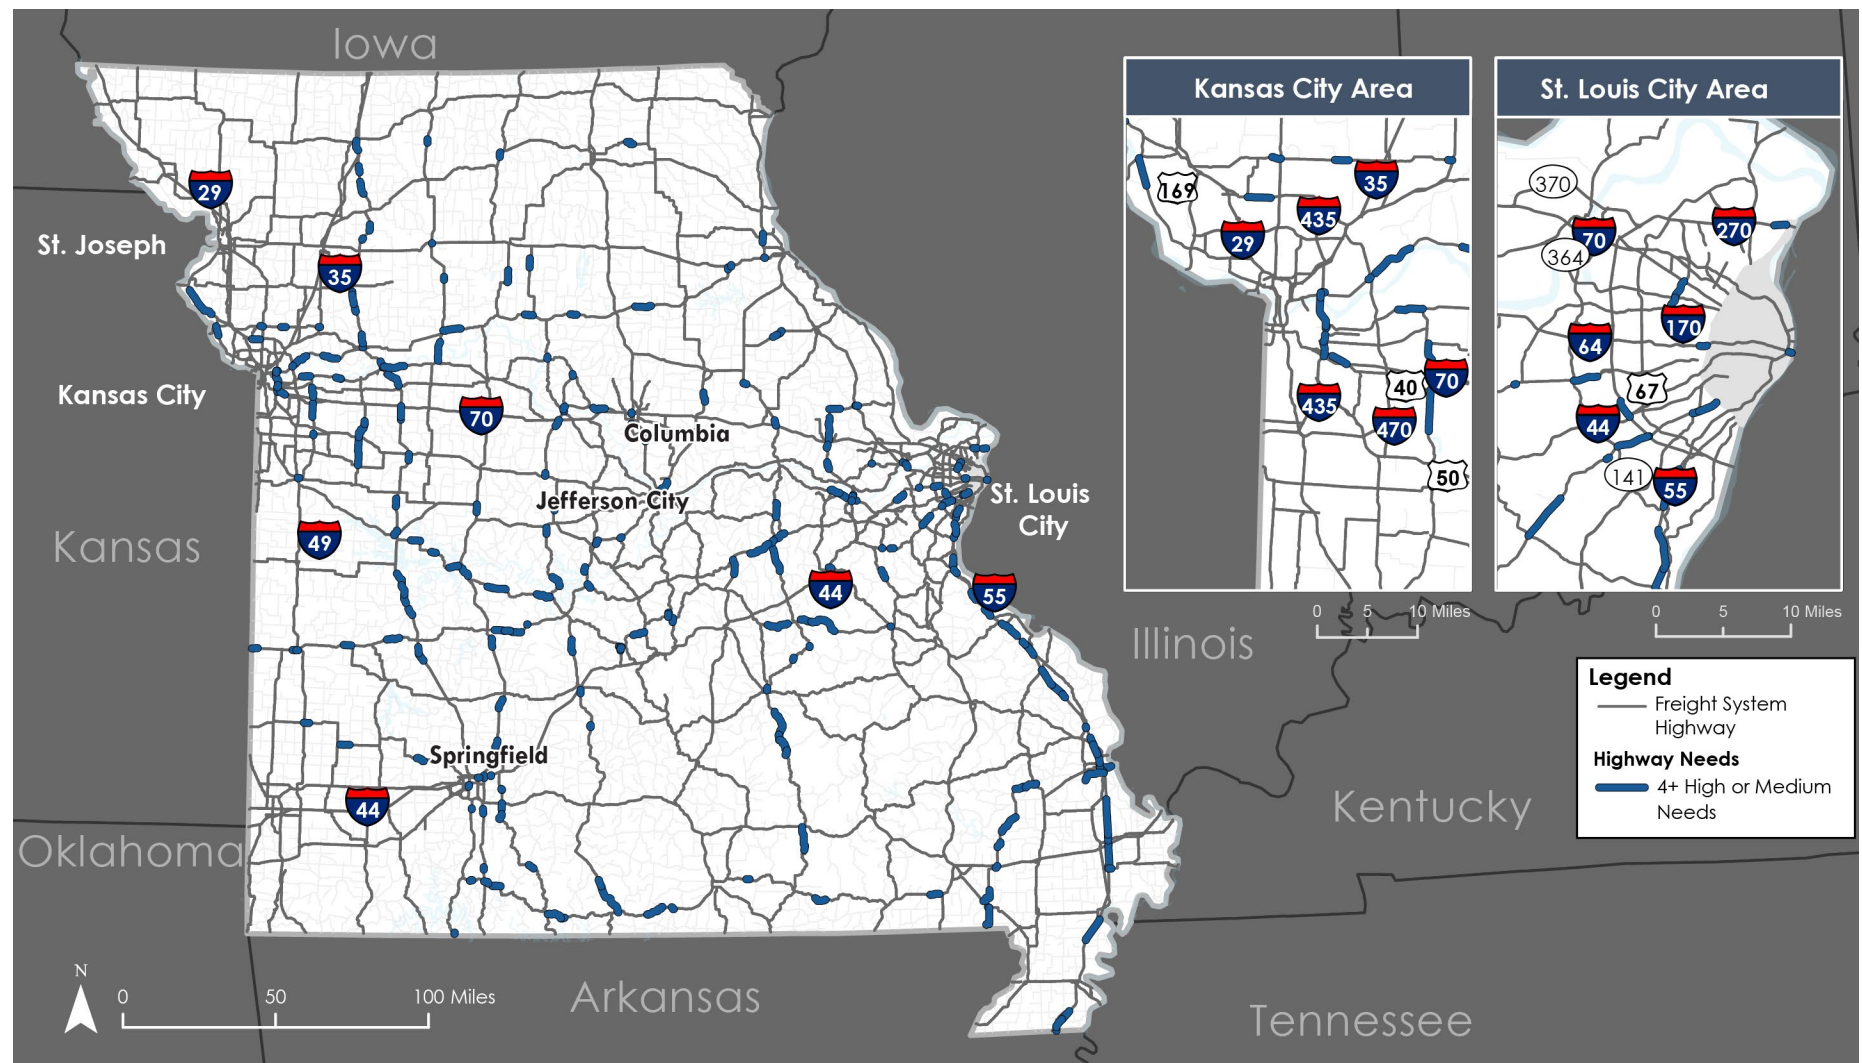 Iowa
Kansas City Area
St. Louis City Area
29
St. Joseph
35
Kansas City
70
Columbia
Jefferson City
St. Louis
City
Kansas
49
44
55
Springfield
44
Oklahoma
Arkansas
Illinois
Kentucky
Tennessee
N
0
50
100 Miles
169
35
435
29
40
70
435
470
50
0
5
10 Miles
370
70
270
364
170
64
67
44
141
55
0
5
10 Miles
Legend
Freight System
Highway
Highway Needs
4+ High or Medium
Needs